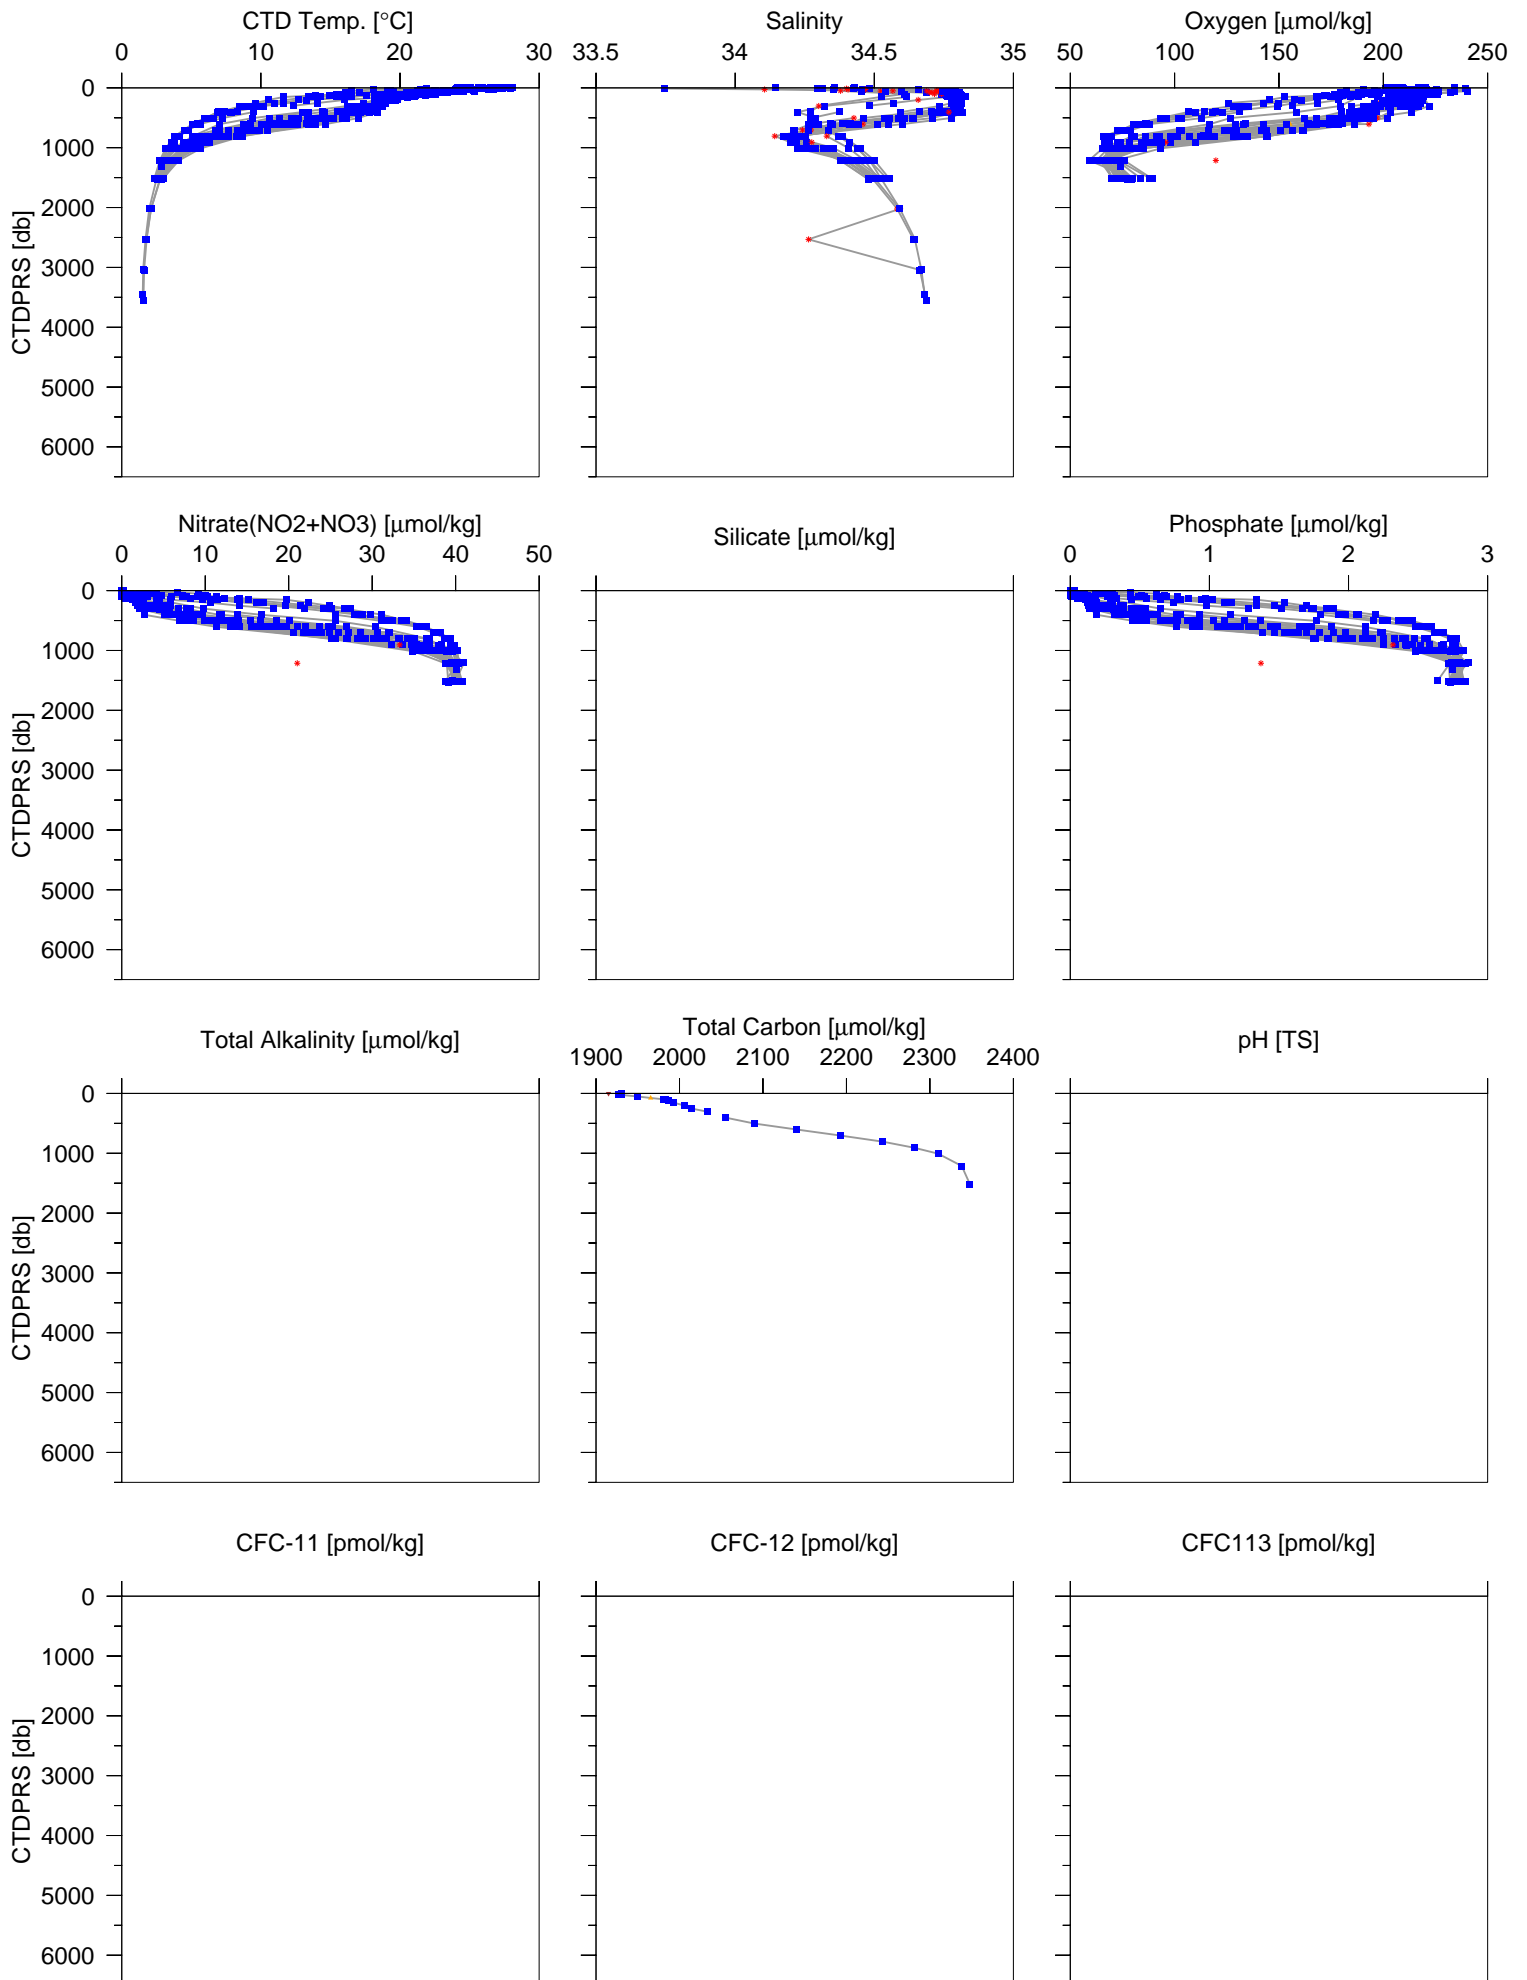 CTD Temp. [°C] Salinity Oxygen [μmol/kg]
0 10 20 30 33.5 34 34.5 35 50 100 150 200 250
0
1000
2000
3000
4000
5000
6000
CTDPRS [db]
Nitrate(NO2+NO3) [μmol/kg] Silicate [μmol/kg] Phosphate [μmol/kg]
0 10 20 30 40 50 0 1 2 3
0
1000
2000
3000
4000
5000
6000
CTDPRS [db]
Total Alkalinity [μmol/kg] Total Carbon [μmol/kg] pH [TS]
1900 2000 2100 2200 2300 2400
0
1000
2000
3000
4000
5000
6000
CTDPRS [db]
CFC-11 [pmol/kg] CFC-12 [pmol/kg] CFC113 [pmol/kg]
0
1000
2000
3000
4000
5000
6000
CTDPRS [db]